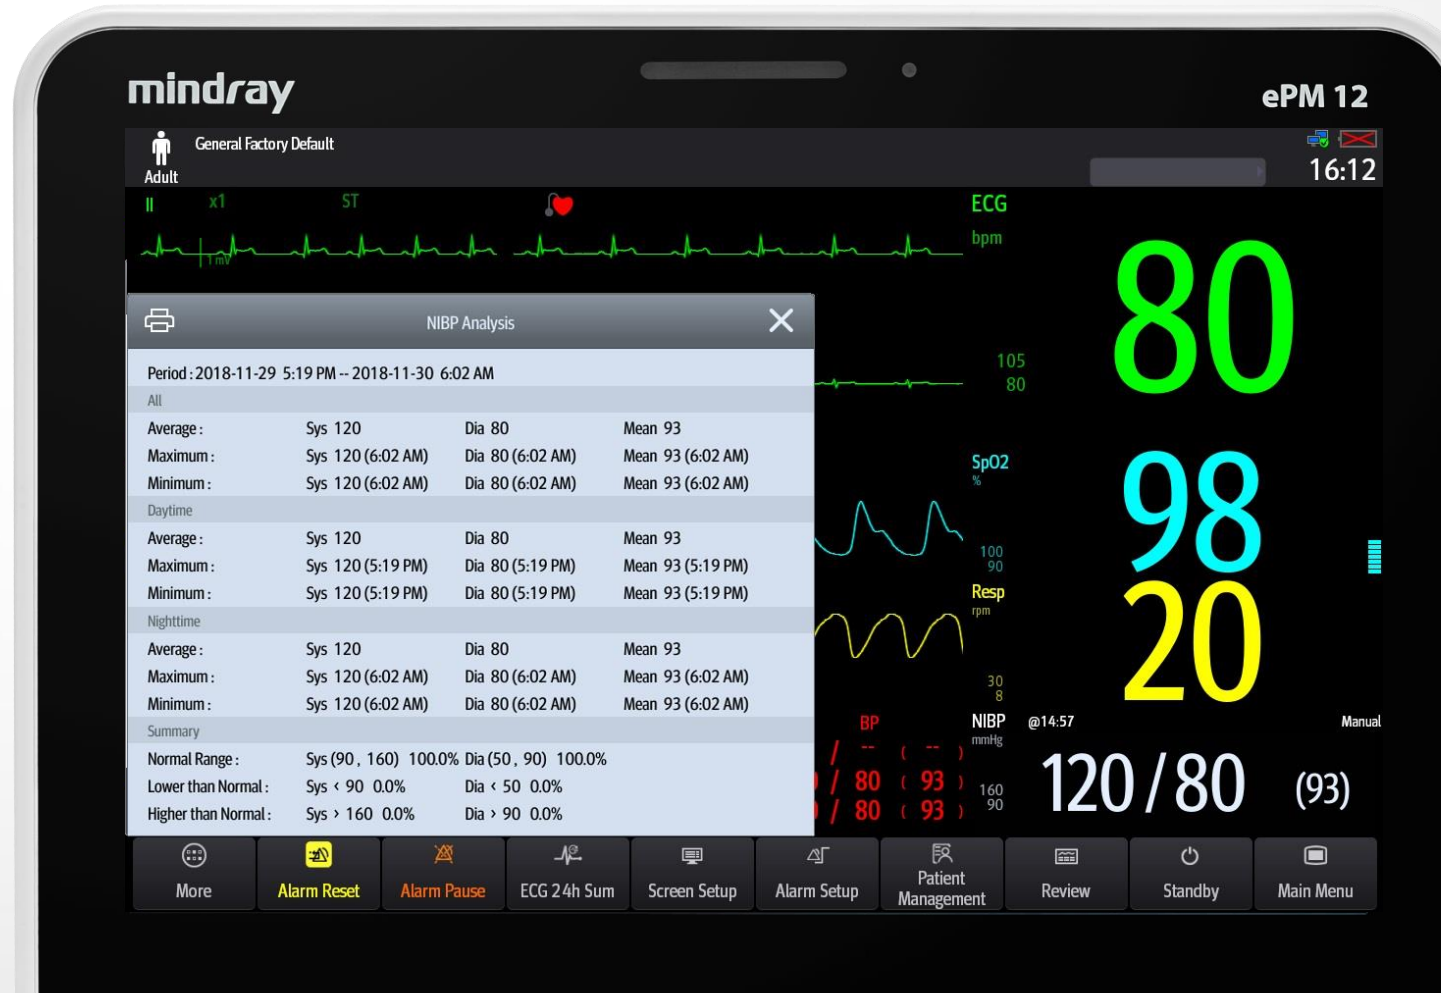 mindray
ePM 12
General Factory Default
Adult
16:12
II x1 ST
1 mV
ECG
bpm
80
105
80
NIBP Analysis
Period : 2018-11-29 5:19 PM -- 2018-11-30 6:02 AM
All
Average : Sys 120 Dia 80 Mean 93
Maximum : Sys 120 (6:02 AM) Dia 80 (6:02 AM) Mean 93 (6:02 AM)
Minimum : Sys 120 (6:02 AM) Dia 80 (6:02 AM) Mean 93 (6:02 AM)
Daytime
Average : Sys 120 Dia 80 Mean 93
Maximum : Sys 120 (5:19 PM) Dia 80 (5:19 PM) Mean 93 (5:19 PM)
Minimum : Sys 120 (5:19 PM) Dia 80 (5:19 PM) Mean 93 (5:19 PM)
Nighttime
Average : Sys 120 Dia 80 Mean 93
Maximum : Sys 120 (6:02 AM) Dia 80 (6:02 AM) Mean 93 (6:02 AM)
Minimum : Sys 120 (6:02 AM) Dia 80 (6:02 AM) Mean 93 (6:02 AM)
Summary
Normal Range : Sys (90 , 160) 100.0% Dia (50 , 90) 100.0%
Lower than Normal : Sys < 90 0.0% Dia < 50 0.0%
Higher than Normal : Sys > 160 0.0% Dia > 90 0.0%
SpO2
%
98
100
90
Resp
rpm
20
30
8
BP
/ -- ( -- )
/ 80 ( 93 )
/ 80 ( 93 )
NIBP @14:57 Manual
mmHg
160
90
120/80 (93)
More
Alarm Reset
Alarm Pause
ECG 24h Sum
Screen Setup
Alarm Setup
Patient
Management
Review
Standby
Main Menu